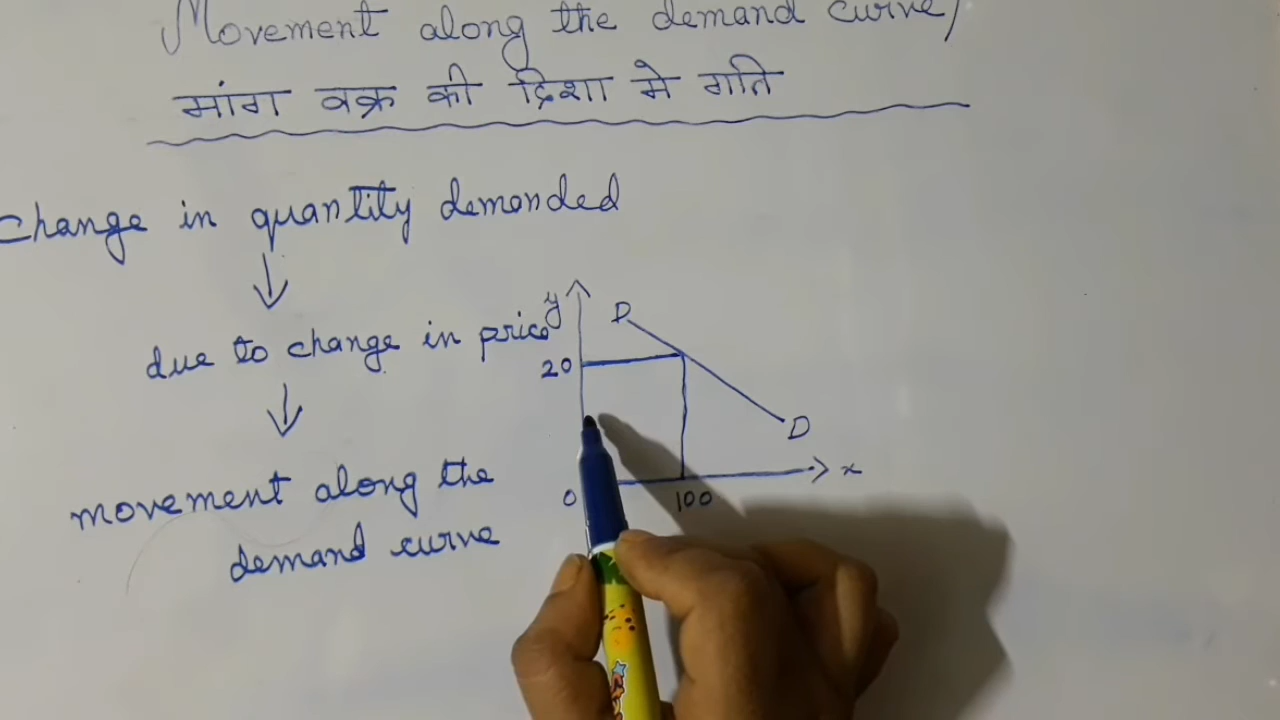 Movement along the demand curve/
मांग वक्र की दिशा मे गति
Change in quantity demanded
↓
due to change in price
↓
movement along the
demand curve
y
D
20
D
x
0
100